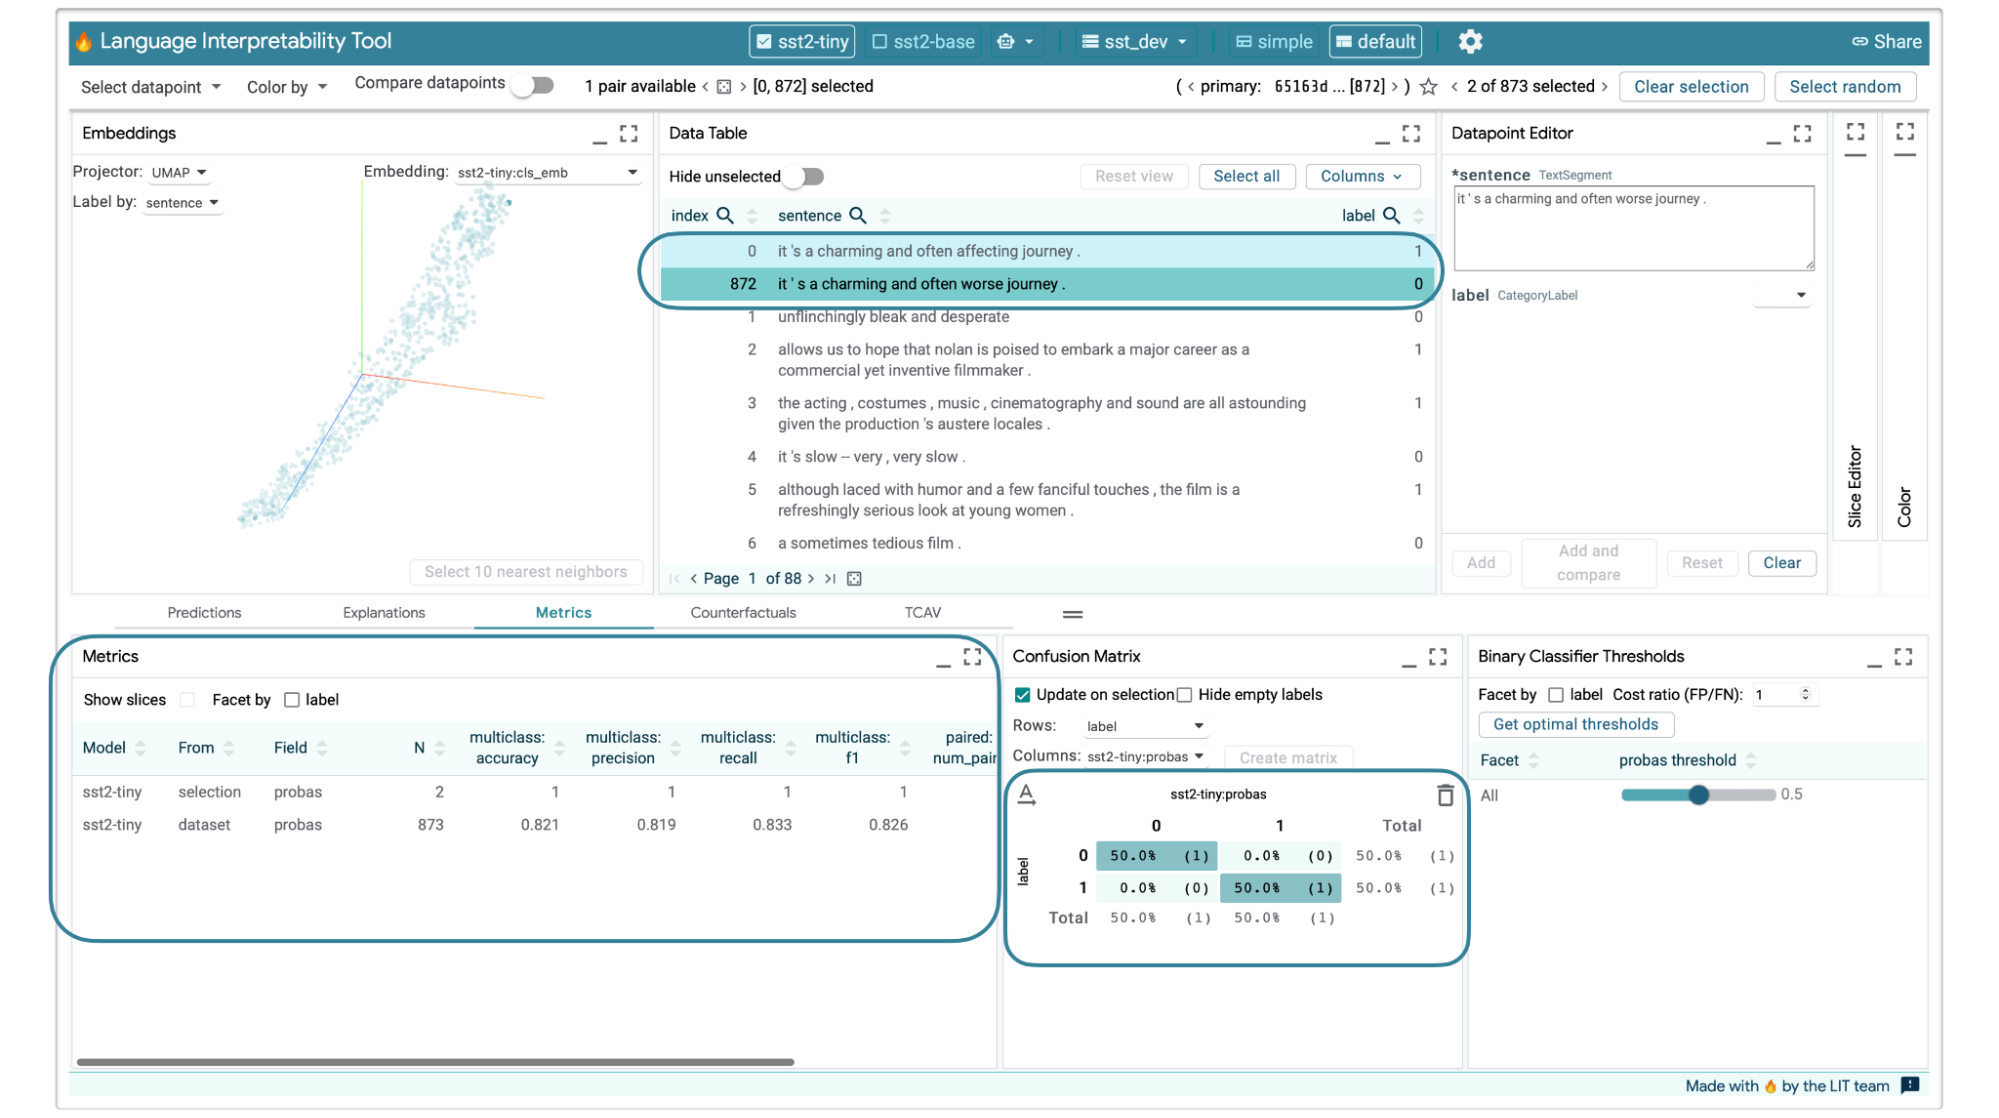 Language Interpretability Tool sst2-tiny sst2-base sst_dev simple default Share
Select datapoint Color by Compare datapoints 1 pair available < > [0, 872] selected ( < primary: 65163d ... [872] > ) < 2 of 873 selected > Clear selection Select random
Embeddings
Projector: UMAP Embedding: sst2-tiny:cls_emb
Label by: sentence
Select 10 nearest neighbors
Data Table
Hide unselected Reset view Select all Columns
index sentence label
0 it 's a charming and often affecting journey . 1
872 it ' s a charming and often worse journey . 0
1 unflinchingly bleak and desperate 0
2 allows us to hope that nolan is poised to embark a major career as a 1
commercial yet inventive filmmaker .
3 the acting , costumes , music , cinematography and sound are all astounding 1
given the production 's austere locales .
4 it 's slow -- very , very slow . 0
5 although laced with humor and a few fanciful touches , the film is a 1
refreshingly serious look at young women .
6 a sometimes tedious film . 0
Page 1 of 88
Datapoint Editor
*sentence TextSegment
it ' s a charming and often worse journey .
label CategoryLabel
Add Add and Reset Clear
compare
Slice Editor
Color
Predictions Explanations Metrics Counterfactuals TCAV
Metrics
Show slices Facet by label
Model From Field N multiclass: multiclass: multiclass: multiclass: paired:
accuracy precision recall f1 num_pair
sst2-tiny selection probas 2 1 1 1 1
sst2-tiny dataset probas 873 0.821 0.819 0.833 0.826
Confusion Matrix
Update on selection Hide empty labels
Rows: label
Columns: sst2-tiny:probas Create matrix
A sst2-tiny:probas
0 1 Total
label
0 50.0% (1) 0.0% (0) 50.0% (1)
1 0.0% (0) 50.0% (1) 50.0% (1)
Total 50.0% (1) 50.0% (1)
Binary Classifier Thresholds
Facet by label Cost ratio (FP/FN): 1
Get optimal thresholds
Facet probas threshold
All 0.5
Made with by the LIT team